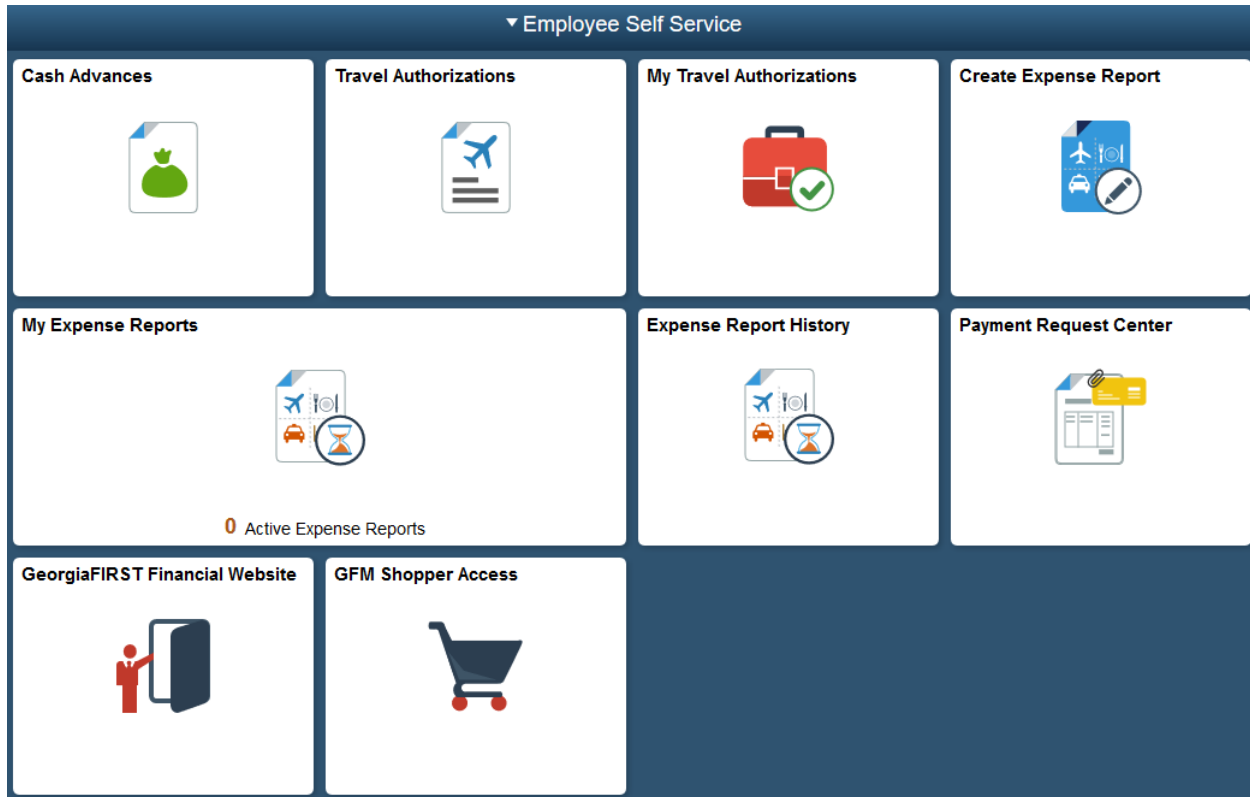 Employee Self Service
Cash Advances
Travel Authorizations
My Travel Authorizations
Create Expense Report
My Expense Reports
0 Active Expense Reports
Expense Report History
Payment Request Center
GeorgiaFIRST Financial Website
GFM Shopper Access